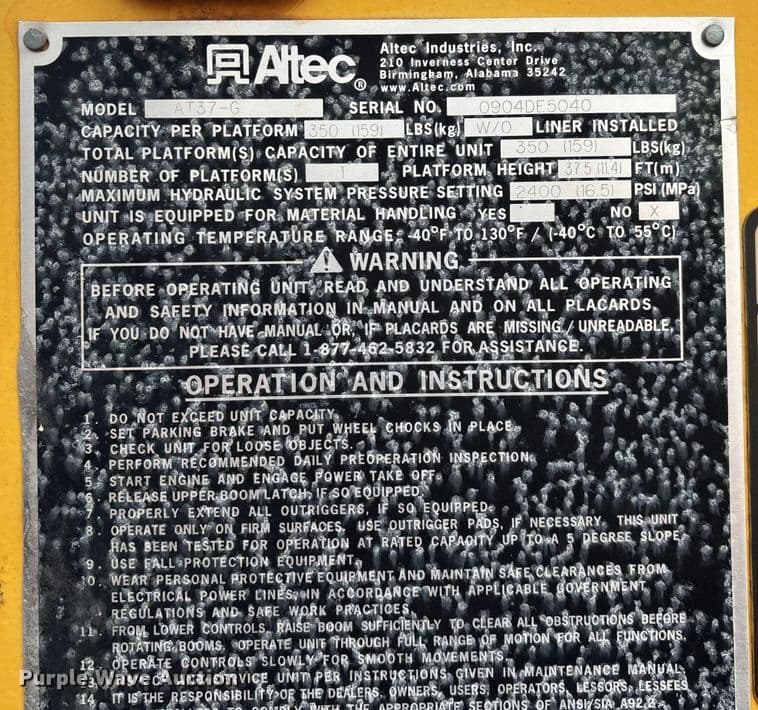 Altec®
Altec Industries, Inc.
210 Inverness Center Drive
Birmingham, Alabama 35242
www.Altec.com
MODEL AT37-G SERIAL NO. 0904DE5040
CAPACITY PER PLATFORM 350 (159) LBS(kg) W/O LINER INSTALLED
TOTAL PLATFORM(S) CAPACITY OF ENTIRE UNIT 350 (159) LBS(kg)
NUMBER OF PLATFORM(S) 1 PLATFORM HEIGHT 37.5 (11.4) FT(m)
MAXIMUM HYDRAULIC SYSTEM PRESSURE SETTING 2400 (16.5) PSI (MPa)
UNIT IS EQUIPPED FOR MATERIAL HANDLING YES NO X
OPERATING TEMPERATURE RANGE: -40°F TO 130°F / (-40°C TO 55°C)
WARNING
BEFORE OPERATING UNIT, READ AND UNDERSTAND ALL OPERATING
AND SAFETY INFORMATION IN MANUAL AND ON ALL PLACARDS.
IF YOU DO NOT HAVE MANUAL OR, IF PLACARDS ARE MISSING / UNREADABLE,
PLEASE CALL 1-877-462-5832 FOR ASSISTANCE.
OPERATION AND INSTRUCTIONS
1. DO NOT EXCEED UNIT CAPACITY.
2. SET PARKING BRAKE AND PUT WHEEL CHOCKS IN PLACE.
3. CHECK UNIT FOR LOOSE OBJECTS.
4. PERFORM RECOMMENDED DAILY PREOPERATION INSPECTION.
5. START ENGINE AND ENGAGE POWER TAKE OFF.
6. RELEASE UPPER BOOM LATCH, IF SO EQUIPPED.
7. PROPERLY EXTEND ALL OUTRIGGERS, IF SO EQUIPPED.
8. OPERATE ONLY ON FIRM SURFACES. USE OUTRIGGER PADS, IF NECESSARY. THIS UNIT
HAS BEEN TESTED FOR OPERATION AT RATED CAPACITY UP TO A 5 DEGREE SLOPE.
9. USE FALL PROTECTION EQUIPMENT.
10. WEAR PERSONAL PROTECTIVE EQUIPMENT AND MAINTAIN SAFE CLEARANCES FROM
ELECTRICAL POWER LINES, IN ACCORDANCE WITH APPLICABLE GOVERNMENT
REGULATIONS AND SAFE WORK PRACTICES.
11. FROM LOWER CONTROLS, RAISE BOOM SUFFICIENTLY TO CLEAR ALL OBSTRUCTIONS BEFORE
ROTATING BOOMS. OPERATE UNIT THROUGH FULL RANGE OF MOTION FOR ALL FUNCTIONS.
12. OPERATE CONTROLS SLOWLY FOR SMOOTH MOVEMENTS.
SERVICE UNIT PER INSTRUCTIONS GIVEN IN MAINTENANCE MANUAL.
14. IT IS THE RESPONSIBILITY OF THE DEALERS, OWNERS, USERS, OPERATORS, LESSORS, LESSEES
TO COMPLY WITH THE APPROPRIATE SECTIONS OF ANSI/SIA A92.2
PurpleWave Auction